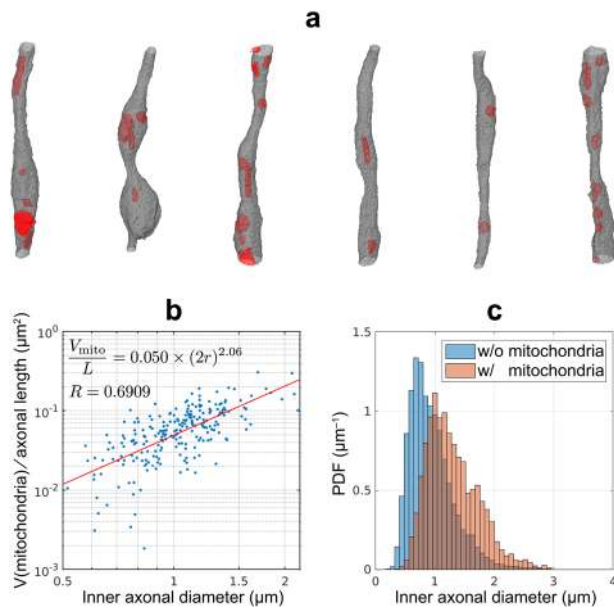 a
b
c
V(mitochondria)/axonal length (μm²)
10⁰
10⁻¹
10⁻²
10⁻³
V_mito/L = 0.050 × (2r)^2.06
R = 0.6909
0.5 1 1.5 2
Inner axonal diameter (μm)
PDF (μm⁻¹)
1.5
1
0.5
0
w/o mitochondria
w/ mitochondria
0 1 2 3 4
Inner axonal diameter (μm)